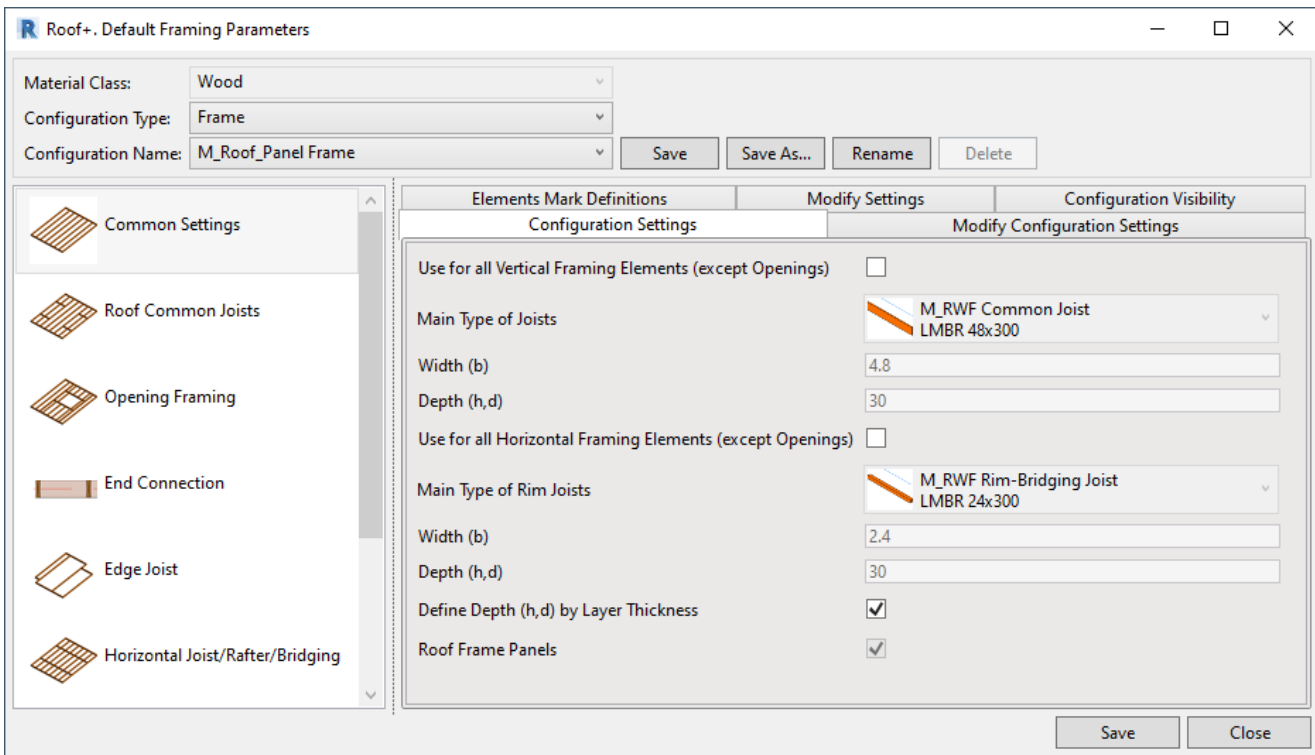 Roof+. Default Framing Parameters
Material Class: Wood
Configuration Type: Frame
Configuration Name: M_Roof_Panel Frame Save Save As... Rename Delete
Common Settings
Roof Common Joists
Opening Framing
End Connection
Edge Joist
Horizontal Joist/Rafter/Bridging
Elements Mark Definitions Modify Settings Configuration Visibility
Configuration Settings Modify Configuration Settings
Use for all Vertical Framing Elements (except Openings)
Main Type of Joists M_RWF Common Joist
LMBR 48x300
Width (b) 4.8
Depth (h,d) 30
Use for all Horizontal Framing Elements (except Openings)
Main Type of Rim Joists M_RWF Rim-Bridging Joist
LMBR 24x300
Width (b) 2.4
Depth (h,d) 30
Define Depth (h,d) by Layer Thickness
Roof Frame Panels
Save Close